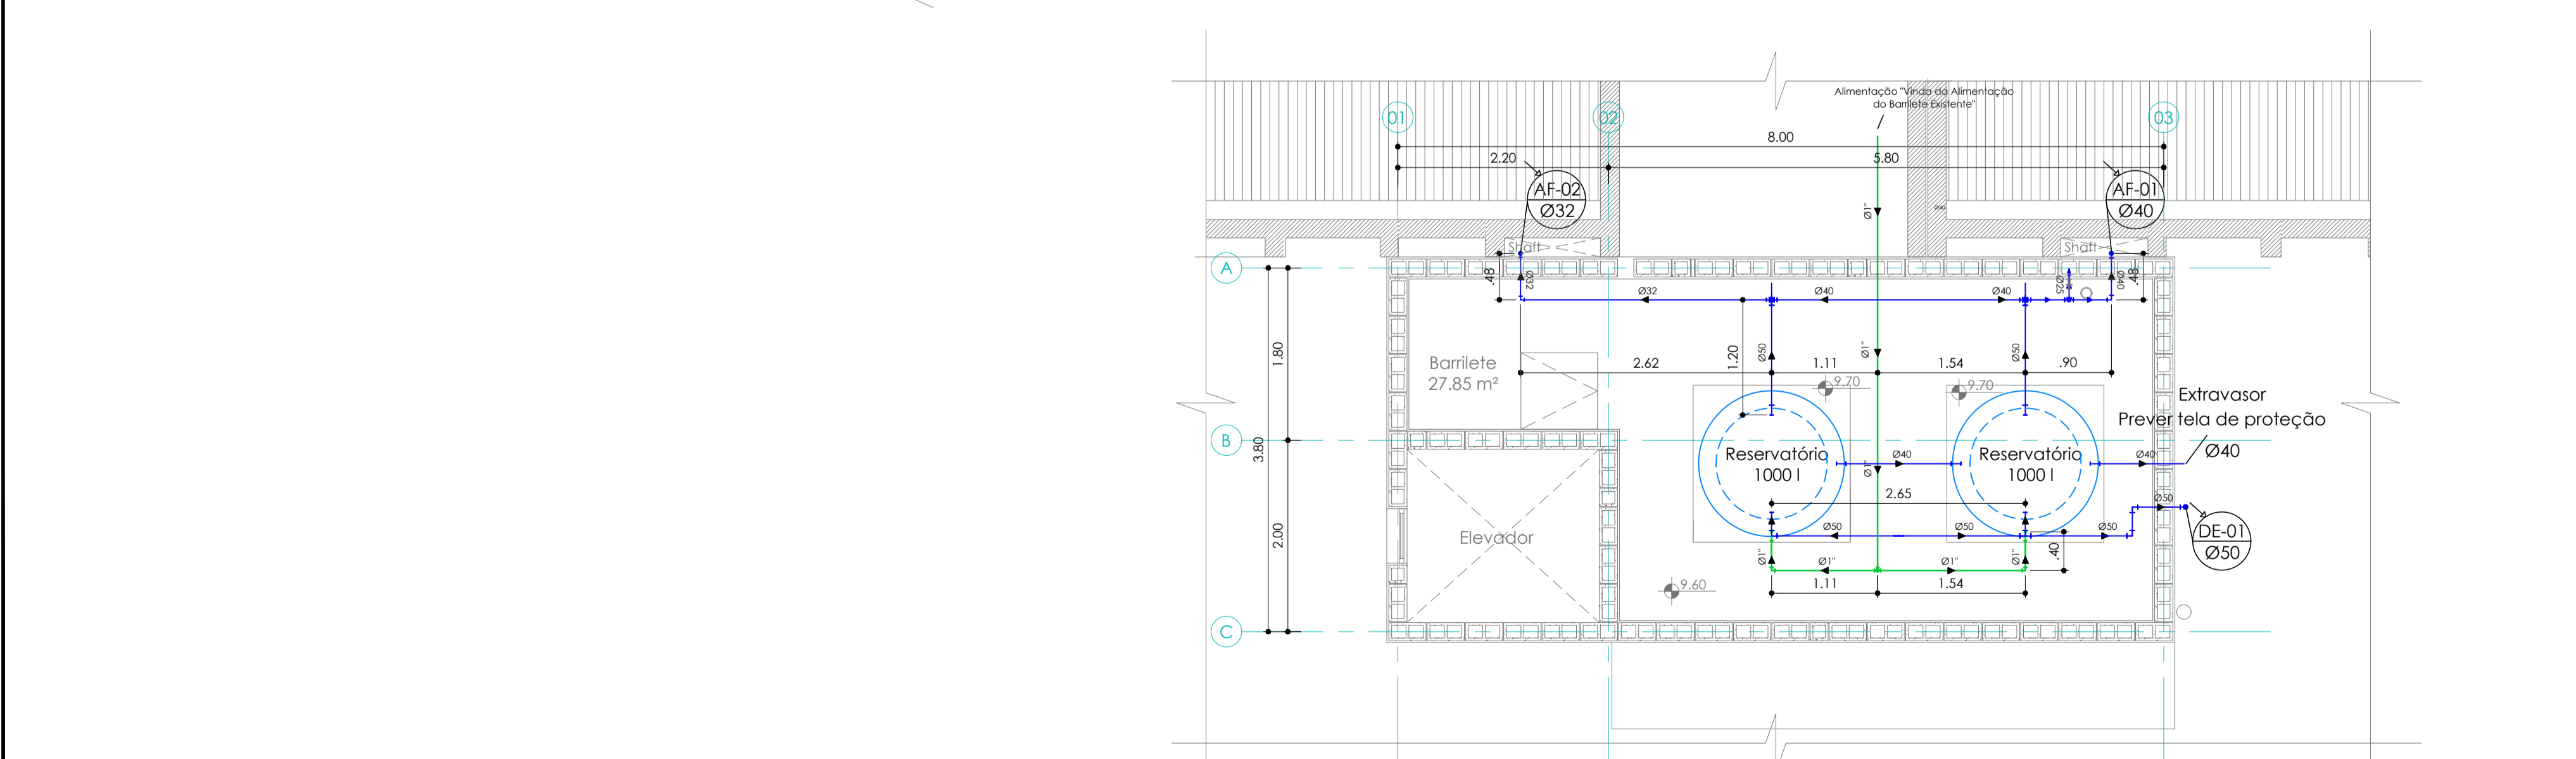 Alimentação "Vindo da Alimentação
do Barrilete Existente"
01
02
03
8.00
2.20
5.80
AF-02
Ø32
AF-01
Ø40
Ø1"
Shaft
Shaft
A
.48
Ø32
Ø32
Ø40
Ø40
Ø25
Ø40
.48
1.80
Barrilete
27.85 m²
2.62
1.20
Ø50
1.11
Ø1"
1.54
Ø50
.90
9.70
9.70
Extravasor
Prever tela de proteção
Ø40
B
3.80
Reservatório
1000 l
Ø40
Ø1"
Reservatório
1000 l
Ø40
2.65
Ø50
2.00
Elevador
Ø50
Ø50
Ø50
DE-01
Ø50
Ø1"
Ø1"
Ø1"
Ø1"
.40
9.60
1.11
1.54
C